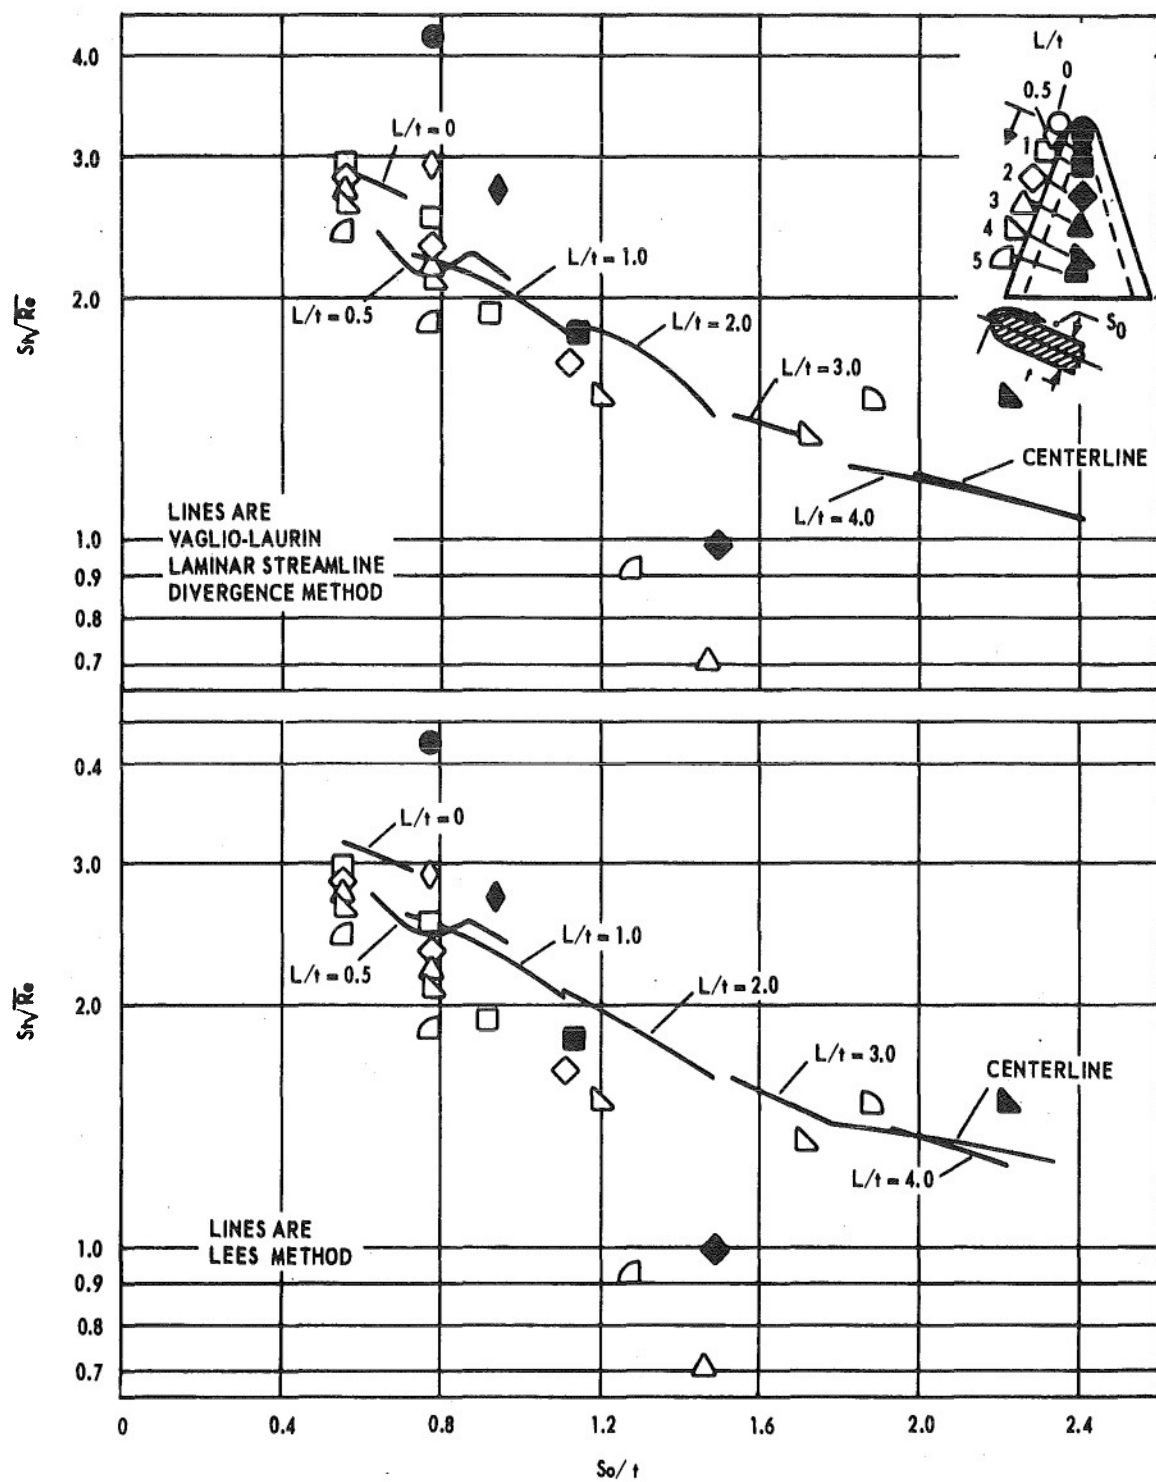 4.0
3.0
2.0
1.0
0.9
0.8
0.7
St√Re
L/t = 0
L/t = 0.5
L/t = 1.0
L/t = 2.0
L/t = 3.0
L/t = 4.0
CENTERLINE
LINES ARE
VAGLIO-LAURIN
LAMINAR STREAMLINE
DIVERGENCE METHOD
L/t
0
0.5
1
2
3
4
5
S0
t
0.4
3.0
2.0
1.0
0.9
0.8
0.7
St√Re
L/t = 0
L/t = 0.5
L/t = 1.0
L/t = 2.0
L/t = 3.0
CENTERLINE
L/t = 4.0
LINES ARE
LEES METHOD
0 0.4 0.8 1.2 1.6 2.0 2.4
So/t